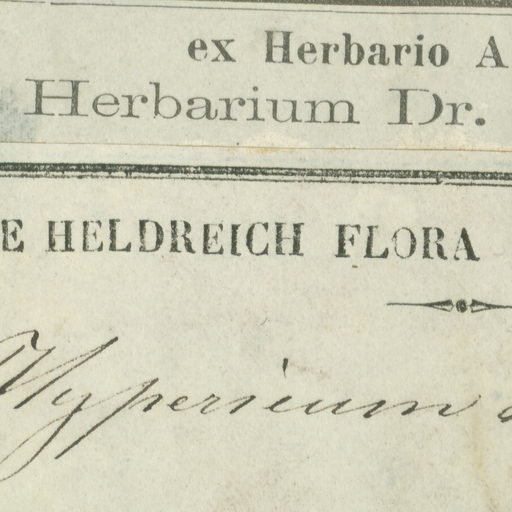 ex Herbario A
Herbarium Dr.
E HELDREICH FLORA
Hypericum